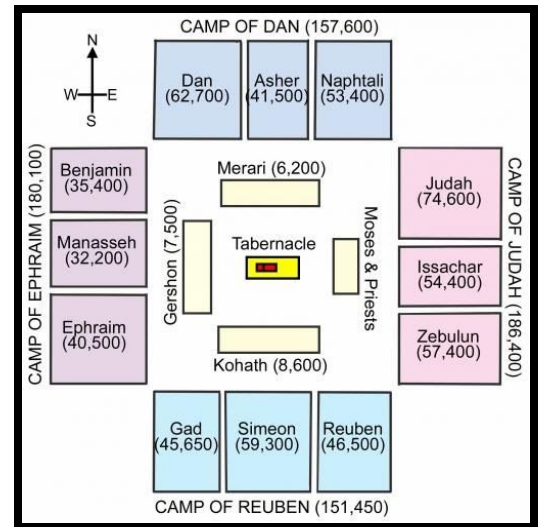 CAMP OF DAN (157,600)
N
W
E
S
Dan
(62,700)
Asher
(41,500)
Naphtali
(53,400)
CAMP OF EPHRAIM (180,100)
Benjamin
(35,400)
Manasseh
(32,200)
Ephraim
(40,500)
Merari (6,200)
Gershon (7,500)
Tabernacle
Moses & Priests
Kohath (8,600)
Judah
(74,600)
Issachar
(54,400)
Zebulun
(57,400)
CAMP OF JUDAH (186,400)
Gad
(45,650)
Simeon
(59,300)
Reuben
(46,500)
CAMP OF REUBEN (151,450)